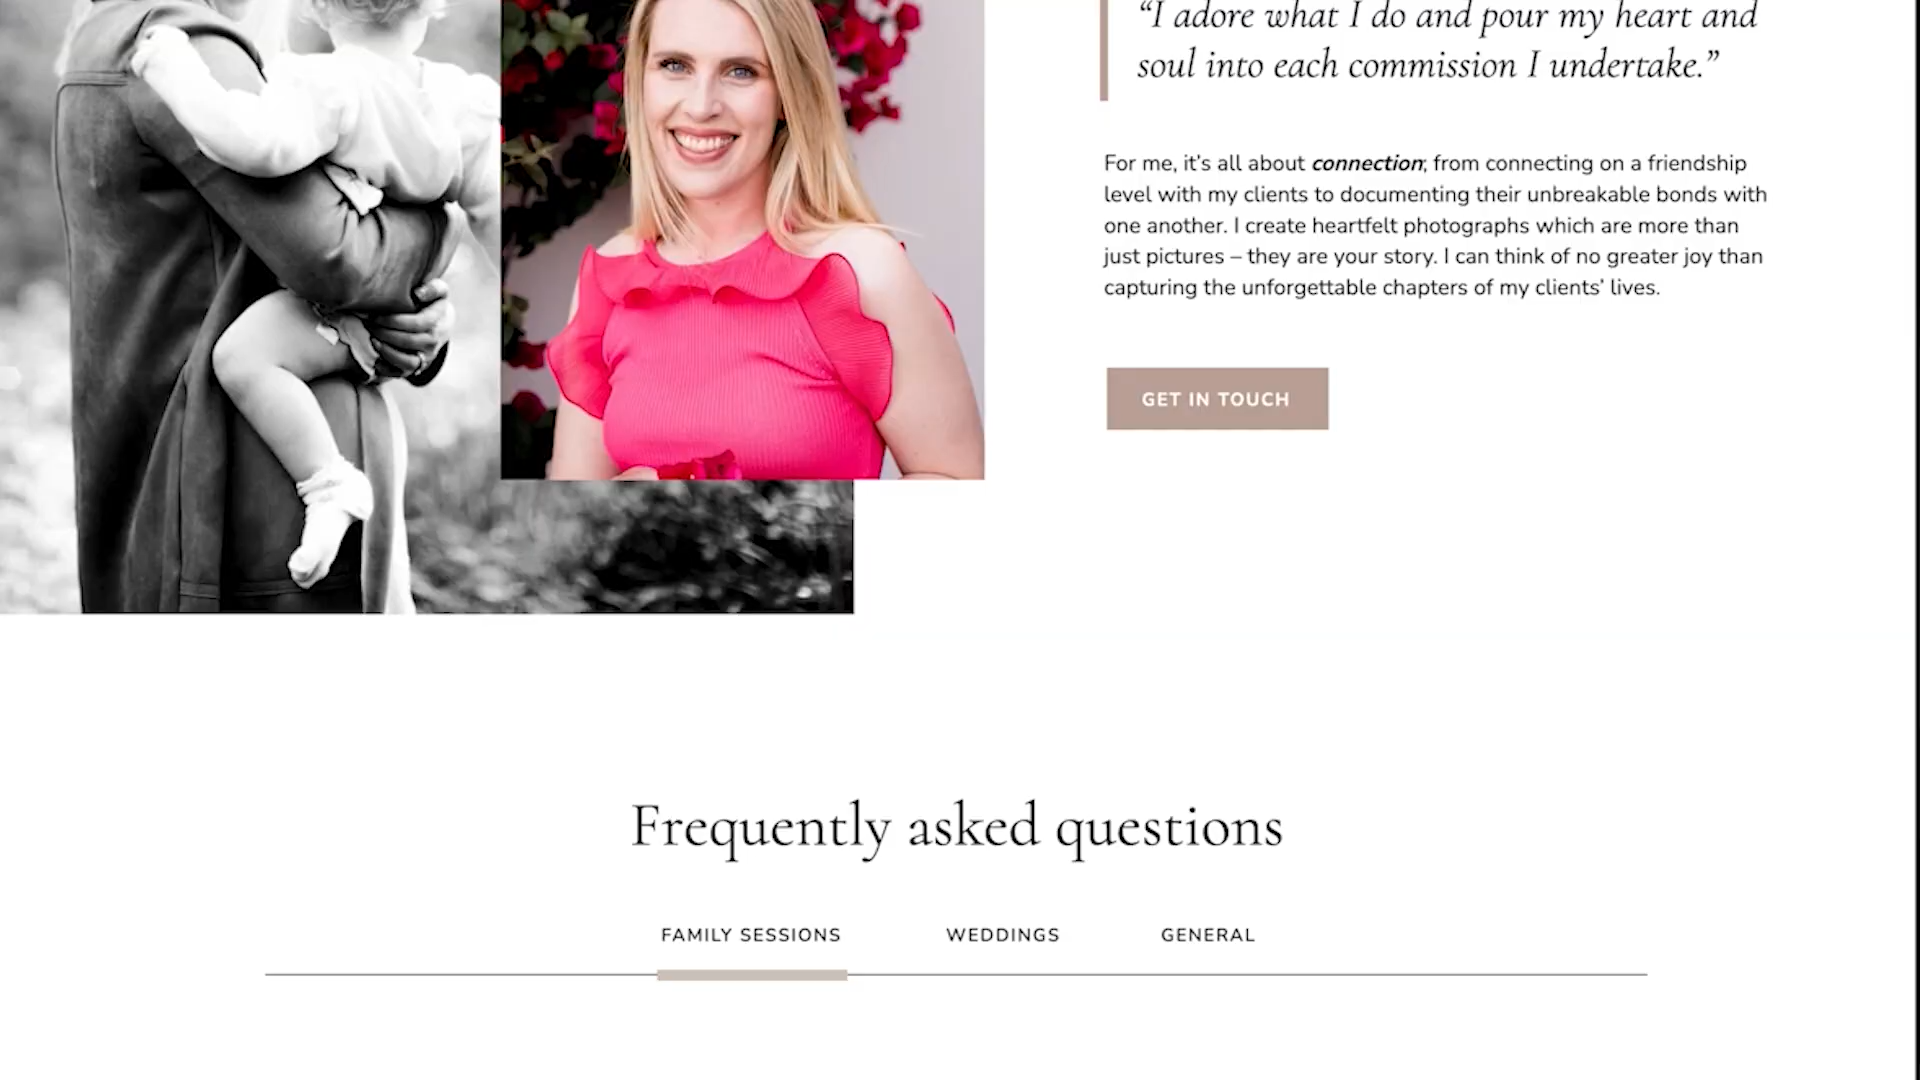 “I adore what I do and pour my heart and
soul into each commission I undertake.”
For me, it’s all about connection; from connecting on a friendship
level with my clients to documenting their unbreakable bonds with
one another. I create heartfelt photographs which are more than
just pictures – they are your story. I can think of no greater joy than
capturing the unforgettable chapters of my clients’ lives.
GET IN TOUCH
Frequently asked questions
FAMILY SESSIONS WEDDINGS GENERAL